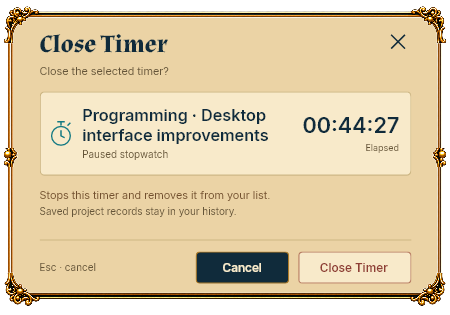 Close Timer
Close the selected timer?
Programming · Desktop
interface improvements
Paused stopwatch
00:44:27
Elapsed
Stops this timer and removes it from your list.
Saved project records stay in your history.
Esc · cancel
Cancel
Close Timer